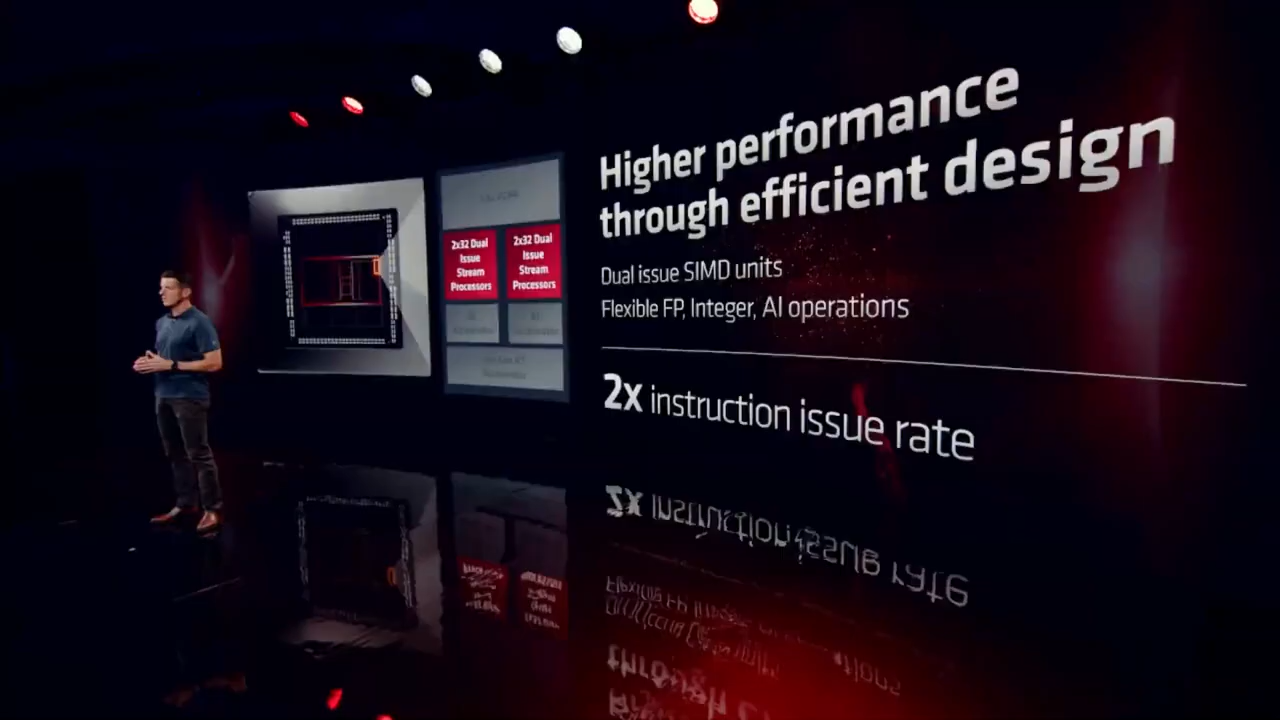 2x32 Dual
Issue
Stream
Processors
2x32 Dual
Issue
Stream
Processors
Higher performance
through efficient design
Dual issue SIMD units
Flexible FP, Integer, AI operations
2x instruction issue rate